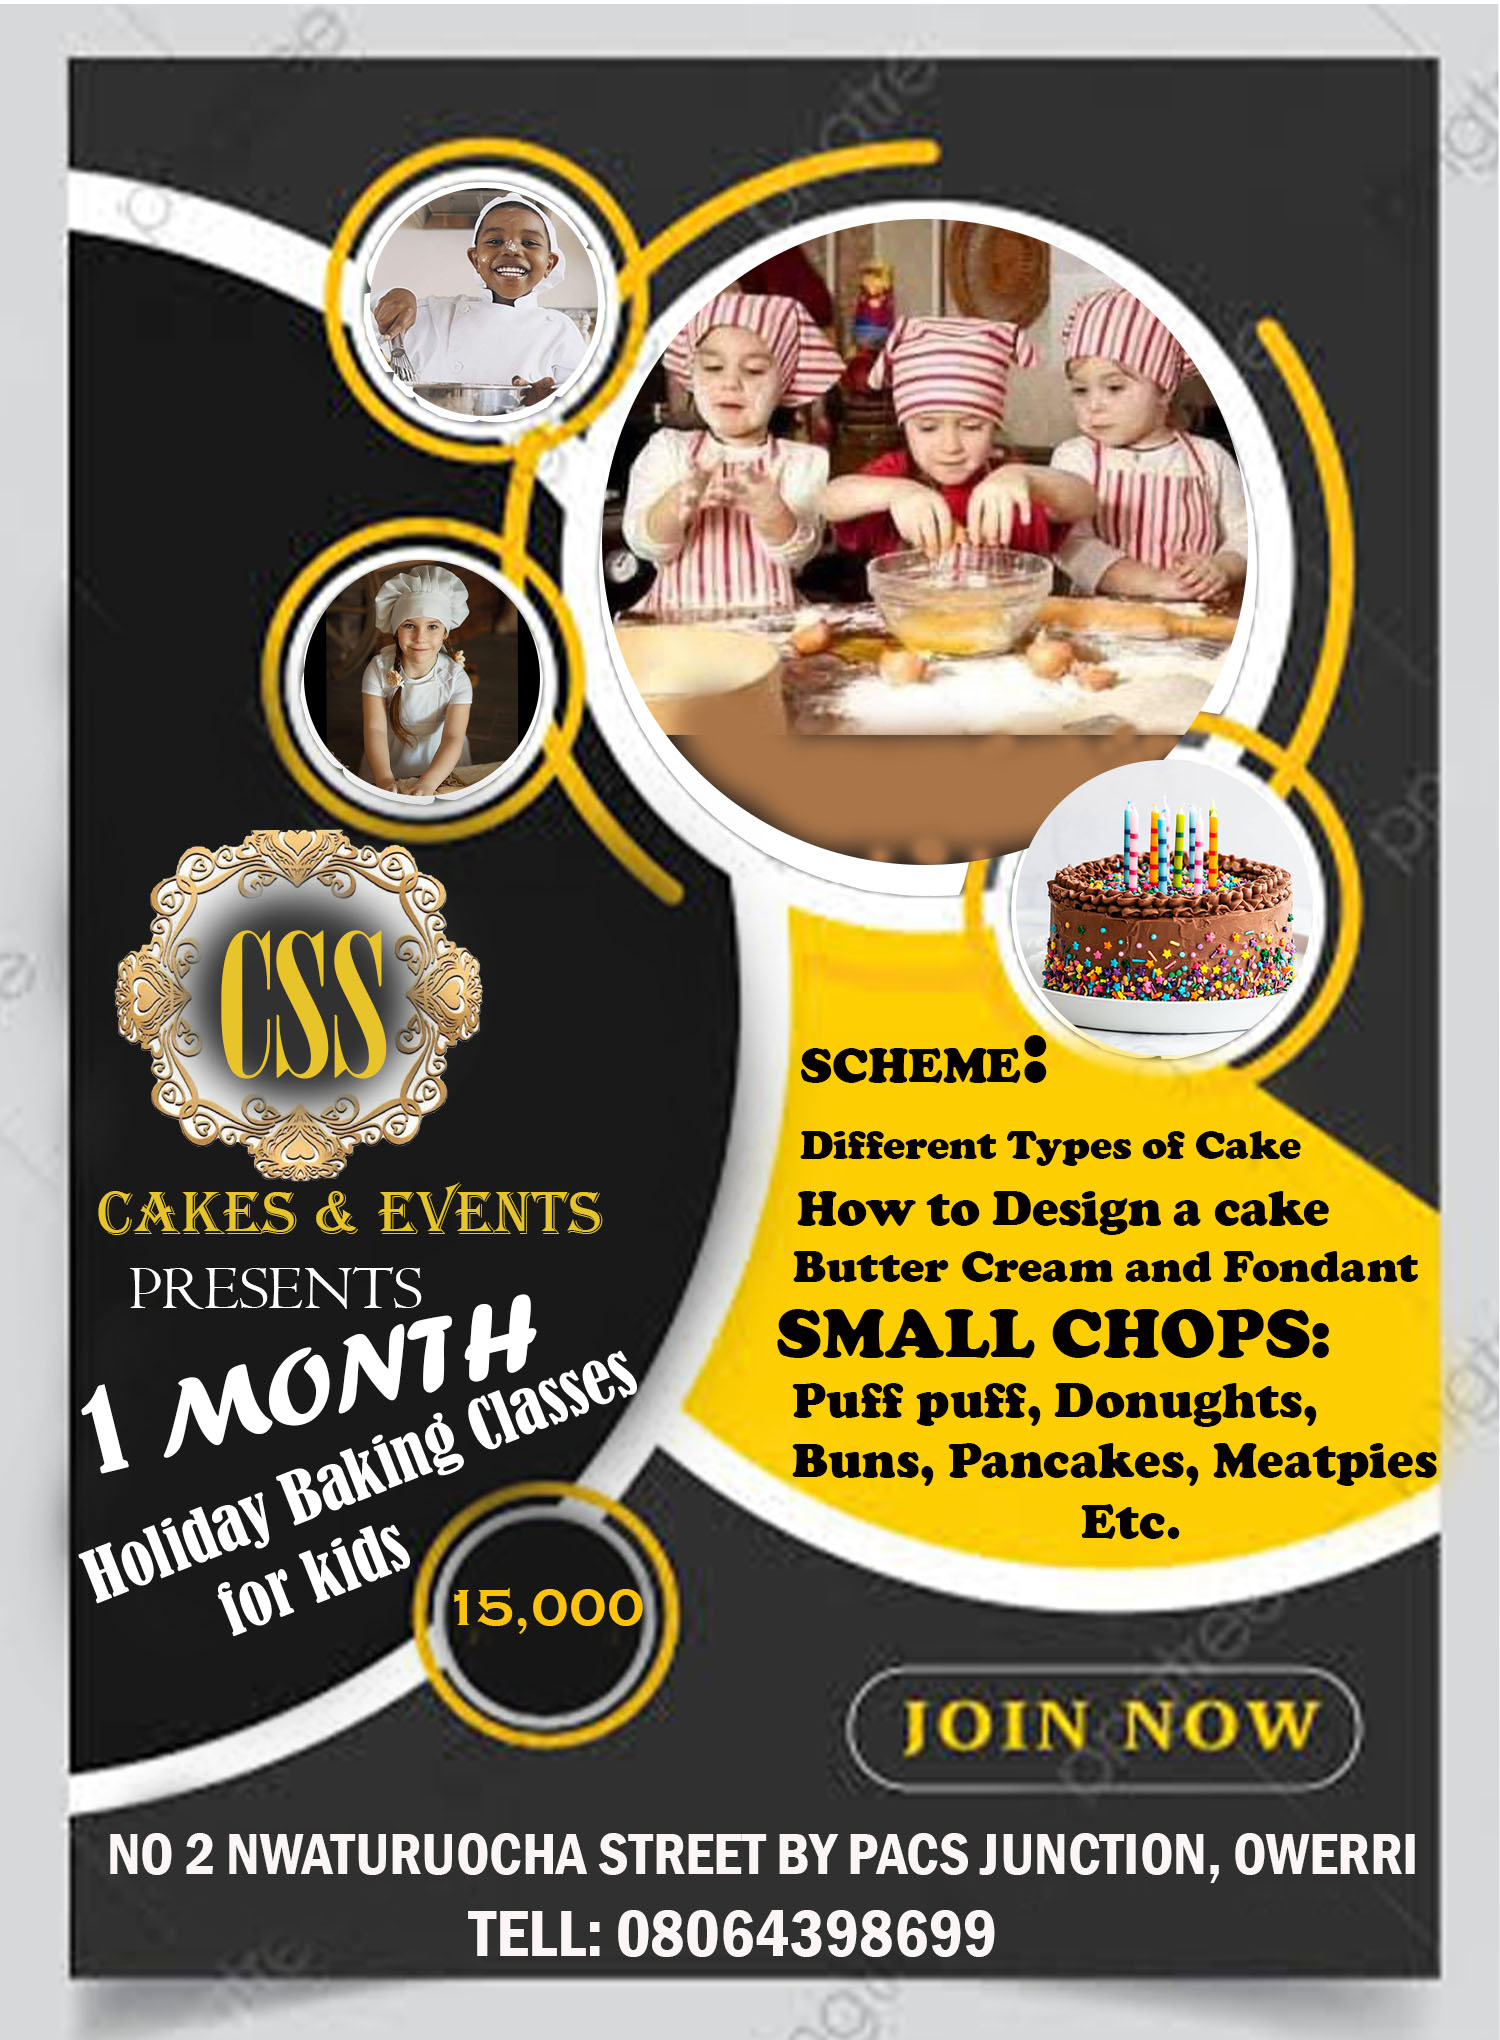 CSS
CAKES & EVENTS
PRESENTS
1 MONTH
Holiday Baking Classes
for kids
15,000
SCHEME:
Different Types of Cake
How to Design a cake
Butter Cream and Fondant
SMALL CHOPS:
Puff puff, Donughts,
Buns, Pancakes, Meatpies
Etc.
JOIN NOW
NO 2 NWATURUOCHA STREET BY PACS JUNCTION, OWERRI
TELL: 08064398699